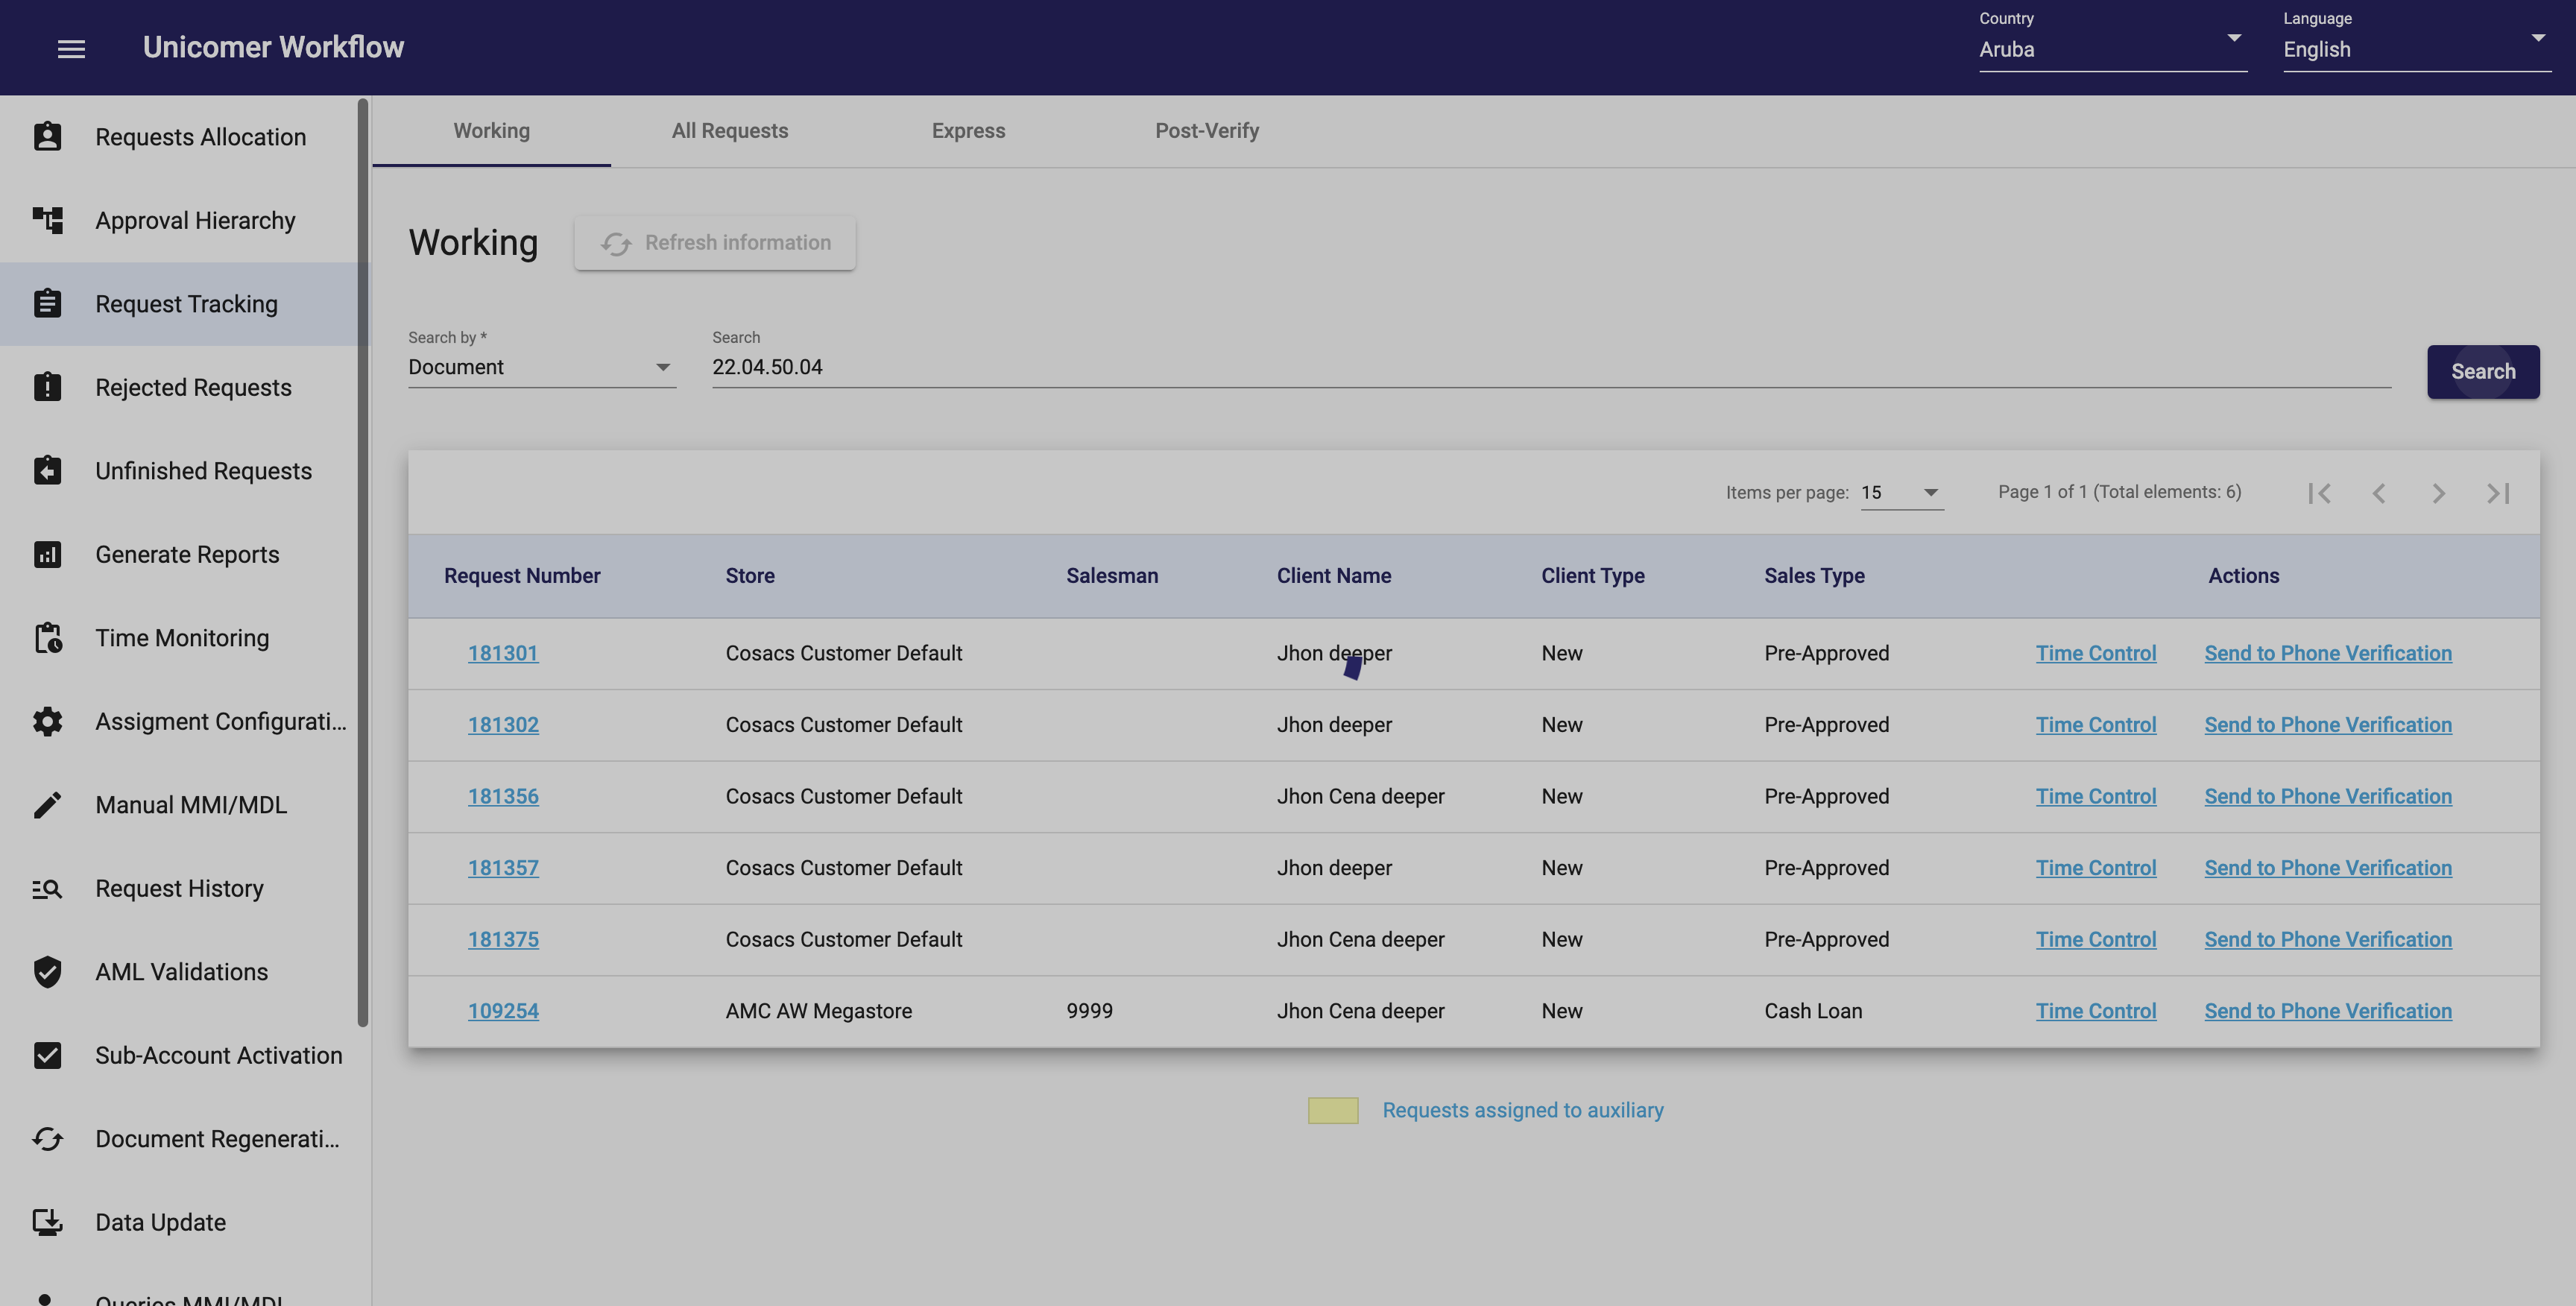 Unicomer Workflow
Country
Aruba
Language
English
Requests Allocation
Approval Hierarchy
Request Tracking
Rejected Requests
Unfinished Requests
Generate Reports
Time Monitoring
Assigment Configurati...
Manual MMI/MDL
Request History
AML Validations
Sub-Account Activation
Document Regenerati...
Data Update
Queries MMI/MDL
Working All Requests Express Post-Verify
Working
Refresh information
Search by *
Document
Search
22.04.50.04
Search
Items per page: 15 Page 1 of 1 (Total elements: 6)
Request Number Store Salesman Client Name Client Type Sales Type Actions
181301 Cosacs Customer Default Jhon deeper New Pre-Approved Time Control Send to Phone Verification
181302 Cosacs Customer Default Jhon deeper New Pre-Approved Time Control Send to Phone Verification
181356 Cosacs Customer Default Jhon Cena deeper New Pre-Approved Time Control Send to Phone Verification
181357 Cosacs Customer Default Jhon deeper New Pre-Approved Time Control Send to Phone Verification
181375 Cosacs Customer Default Jhon Cena deeper New Pre-Approved Time Control Send to Phone Verification
109254 AMC AW Megastore 9999 Jhon Cena deeper New Cash Loan Time Control Send to Phone Verification
Requests assigned to auxiliary